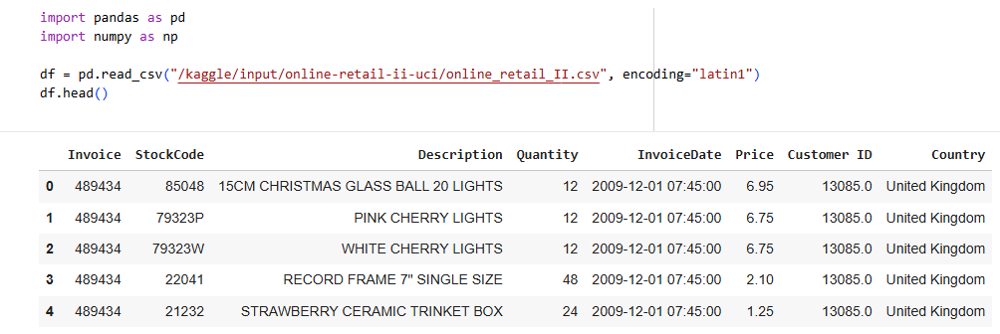 import pandas as pd
import numpy as np
df = pd.read_csv("/kaggle/input/online-retail-ii-uci/online_retail_II.csv", encoding="latin1")
df.head()
Invoice StockCode Description Quantity InvoiceDate Price Customer ID Country
0 489434 85048 15CM CHRISTMAS GLASS BALL 20 LIGHTS 12 2009-12-01 07:45:00 6.95 13085.0 United Kingdom
1 489434 79323P PINK CHERRY LIGHTS 12 2009-12-01 07:45:00 6.75 13085.0 United Kingdom
2 489434 79323W WHITE CHERRY LIGHTS 12 2009-12-01 07:45:00 6.75 13085.0 United Kingdom
3 489434 22041 RECORD FRAME 7" SINGLE SIZE 48 2009-12-01 07:45:00 2.10 13085.0 United Kingdom
4 489434 21232 STRAWBERRY CERAMIC TRINKET BOX 24 2009-12-01 07:45:00 1.25 13085.0 United Kingdom